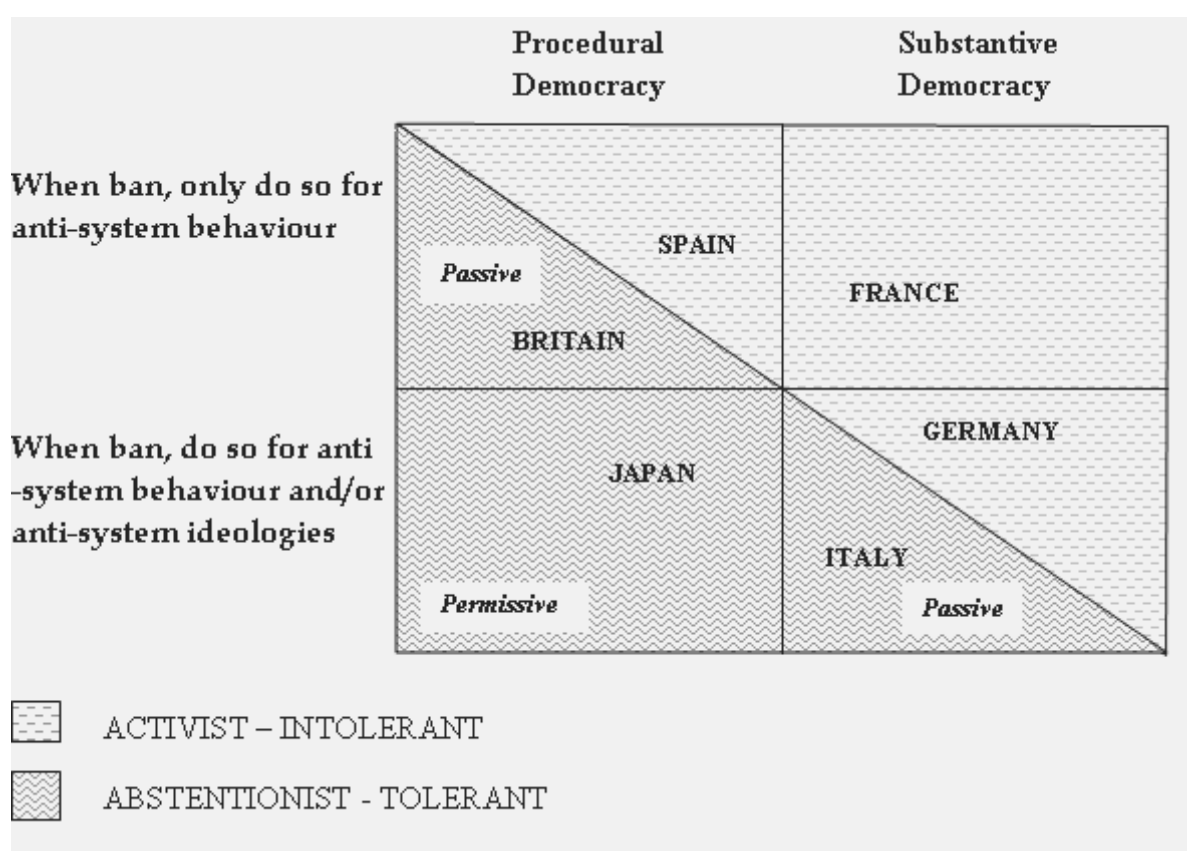 Procedural Substantive
Democracy Democracy
When ban, only do so for
anti-system behaviour
SPAIN
Passive
FRANCE
BRITAIN
GERMANY
When ban, do so for anti
JAPAN
-system behaviour and/or
anti-system ideologies
ITALY
Permissive
Passive
ACTIVIST – INTOLERANT
ABSTENTIONIST - TOLERANT